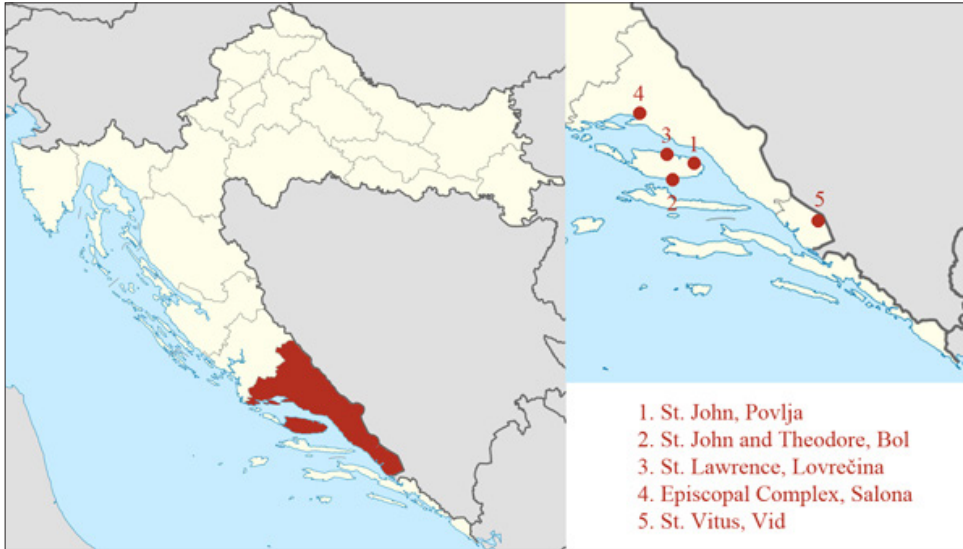 4
3
1
2
5
1. St. John, Povlja
2. St. John and Theodore, Bol
3. St. Lawrence, Lovrečina
4. Episcopal Complex, Salona
5. St. Vitus, Vid